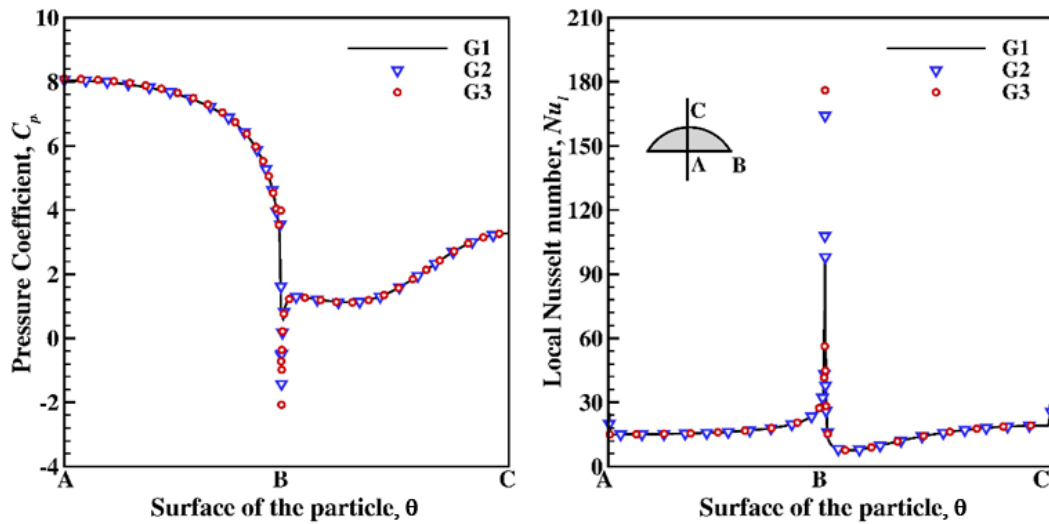 10
8
6
4
2
0
-2
-4
Pressure Coefficient, Cp.
G1
G2
G3
A
B
C
Surface of the particle, θ
210
180
150
120
90
60
30
0
Local Nusselt number, Nul
G1
G2
G3
C
A
B
A
B
C
Surface of the particle, θ